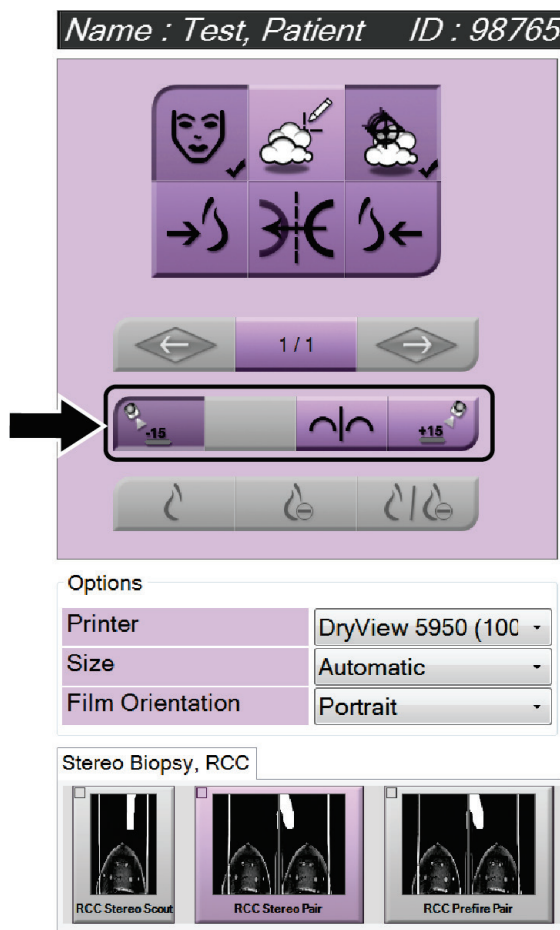 Name : Test, Patient ID : 98765
1 / 1
-15 +15
Options
Printer DryView 5950 (100
Size Automatic
Film Orientation Portrait
Stereo Biopsy, RCC
RCC Stereo Scout RCC Stereo Pair RCC Prefire Pair